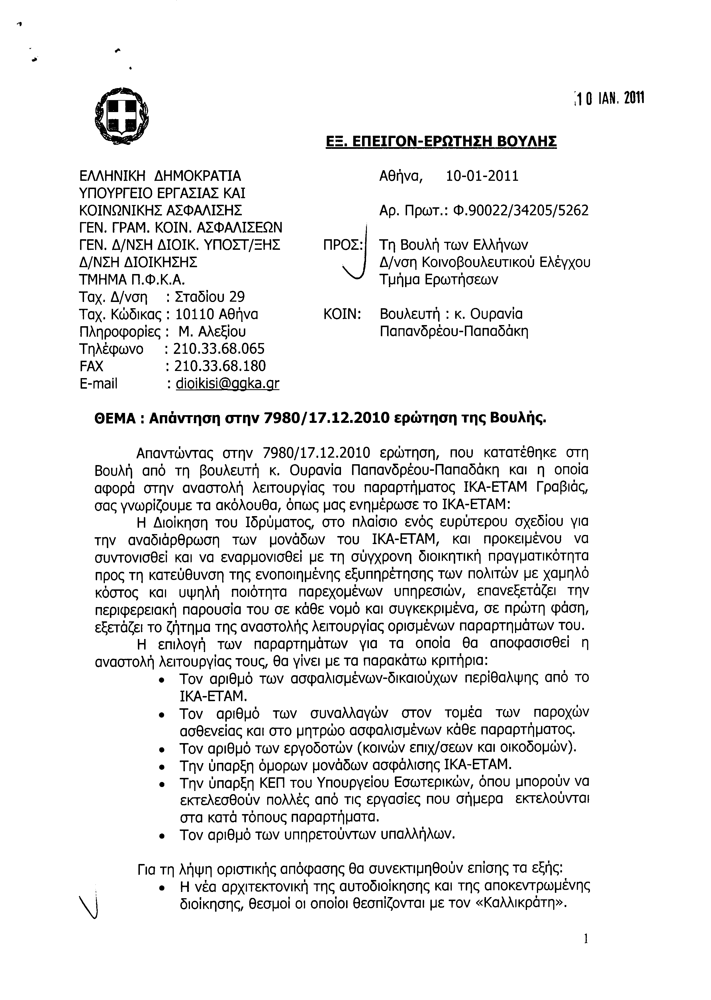 10 ΙΑΝ. 2011
ΕΞ. ΕΠΕΙΓΟΝ-ΕΡΩΤΗΣΗ ΒΟΥΛΗΣ
ΕΛΛΗΝΙΚΗ ΔΗΜΟΚΡΑΤΙΑ
ΥΠΟΥΡΓΕΙΟ ΕΡΓΑΣΙΑΣ ΚΑΙ
ΚΟΙΝΩΝΙΚΗΣ ΑΣΦΑΛΙΣΗΣ
ΓΕΝ. ΓΡΑΜ. ΚΟΙΝ. ΑΣΦΑΛΙΣΕΩΝ
ΓΕΝ. Δ/ΝΣΗ ΔΙΟΙΚ. ΥΠΟΣΤ/ΞΗΣ
Δ/ΝΣΗ ΔΙΟΙΚΗΣΗΣ
ΤΜΗΜΑ Π.Φ.Κ.Α.
Ταχ. Δ/νση : Σταδίου 29
Ταχ. Κώδικας : 10110 Αθήνα
Πληροφορίες : Μ. Αλεξίου
Τηλέφωνο : 210.33.68.065
FAX : 210.33.68.180
E-mail : dioikisi@ggka.gr
Αθήνα, 10-01-2011
Αρ. Πρωτ.: Φ.90022/34205/5262
ΠΡΟΣ: Τη Βουλή των Ελλήνων
Δ/νση Κοινοβουλευτικού Ελέγχου
Τμήμα Ερωτήσεων
ΚΟΙΝ: Βουλευτή : κ. Ουρανία
Παπανδρέου-Παπαδάκη
ΘΕΜΑ : Απάντηση στην 7980/17.12.2010 ερώτηση της Βουλής.
Απαντώντας στην 7980/17.12.2010 ερώτηση, που κατατέθηκε στη
Βουλή από τη βουλευτή κ. Ουρανία Παπανδρέου-Παπαδάκη και η οποία
αφορά στην αναστολή λειτουργίας του παραρτήματος ΙΚΑ-ΕΤΑΜ Γραβιάς,
σας γνωρίζουμε τα ακόλουθα, όπως μας ενημέρωσε το ΙΚΑ-ΕΤΑΜ:
Η Διοίκηση του Ιδρύματος, στο πλαίσιο ενός ευρύτερου σχεδίου για
την αναδιάρθρωση των μονάδων του ΙΚΑ-ΕΤΑΜ, και προκειμένου να
συντονισθεί και να εναρμονισθεί με τη σύγχρονη διοικητική πραγματικότητα
προς τη κατεύθυνση της ενοποιημένης εξυπηρέτησης των πολιτών με χαμηλό
κόστος και υψηλή ποιότητα παρεχομένων υπηρεσιών, επανεξετάζει την
περιφερειακή παρουσία του σε κάθε νομό και συγκεκριμένα, σε πρώτη φάση,
εξετάζει το ζήτημα της αναστολής λειτουργίας ορισμένων παραρτημάτων του.
Η επιλογή των παραρτημάτων για τα οποία θα αποφασισθεί η
αναστολή λειτουργίας τους, θα γίνει με τα παρακάτω κριτήρια:
• Τον αριθμό των ασφαλισμένων-δικαιούχων περίθαλψης από το
ΙΚΑ-ΕΤΑΜ.
• Τον αριθμό των συναλλαγών στον τομέα των παροχών
ασθενείας και στο μητρώο ασφαλισμένων κάθε παραρτήματος.
• Τον αριθμό των εργοδοτών (κοινών επιχ/σεων και οικοδομών).
• Την ύπαρξη όμορων μονάδων ασφάλισης ΙΚΑ-ΕΤΑΜ.
• Την ύπαρξη ΚΕΠ του Υπουργείου Εσωτερικών, όπου μπορούν να
εκτελεσθούν πολλές από τις εργασίες που σήμερα εκτελούνται
στα κατά τόπους παραρτήματα.
• Τον αριθμό των υπηρετούντων υπαλλήλων.
Για τη λήψη οριστικής απόφασης θα συνεκτιμηθούν επίσης τα εξής:
• Η νέα αρχιτεκτονική της αυτοδιοίκησης και της αποκεντρωμένης
διοίκησης, θεσμοί οι οποίοι θεσπίζονται με τον «Καλλικράτη».
1